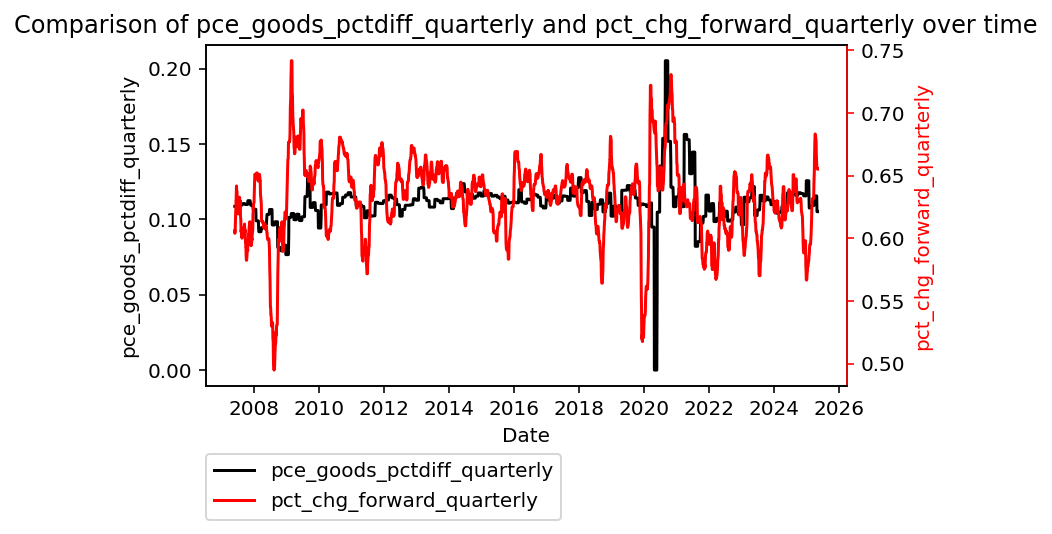 Comparison of pce_goods_pctdiff_quarterly and pct_chg_forward_quarterly over time
pce_goods_pctdiff_quarterly
0.20
0.15
0.10
0.05
0.00
0.75
0.70
0.65
0.60
0.55
0.50
pct_chg_forward_quarterly
2008 2010 2012 2014 2016 2018 2020 2022 2024 2026
Date
pce_goods_pctdiff_quarterly
pct_chg_forward_quarterly